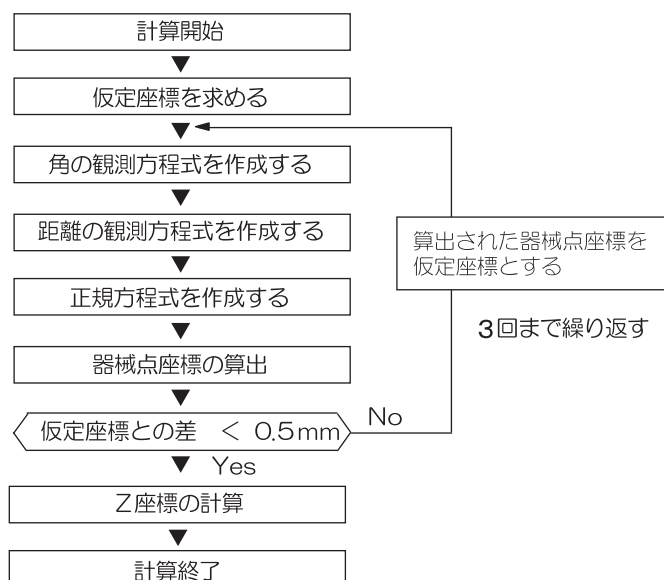 計算開始
仮定座標を求める
角の観測方程式を作成する
距離の観測方程式を作成する
算出された器械点座標を
仮定座標とする
正規方程式を作成する
3回まで繰り返す
器械点座標の算出
仮定座標との差 < 0.5mm
No
Yes
Z座標の計算
計算終了